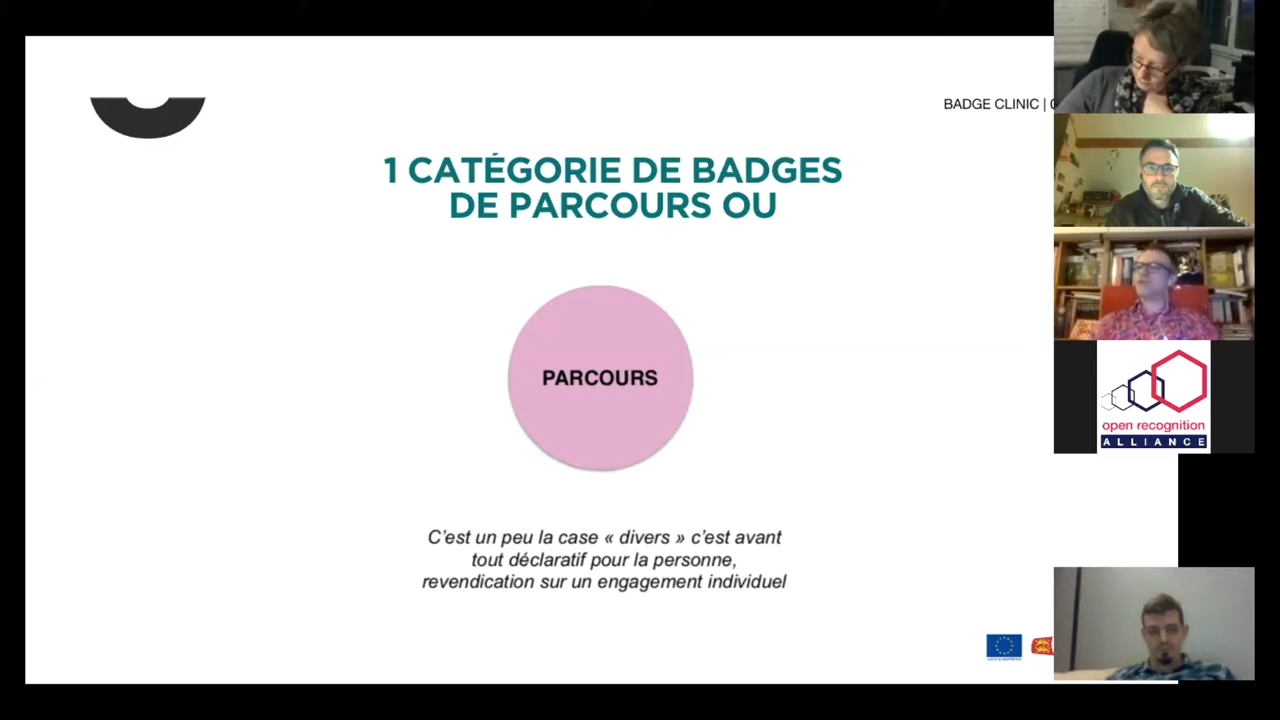 BADGE CLINIC |
1 CATÉGORIE DE BADGES
DE PARCOURS OU
PARCOURS
C'est un peu la case « divers » c'est avant
tout déclaratif pour la personne,
revendication sur un engagement individuel
open recognition
ALLIANCE